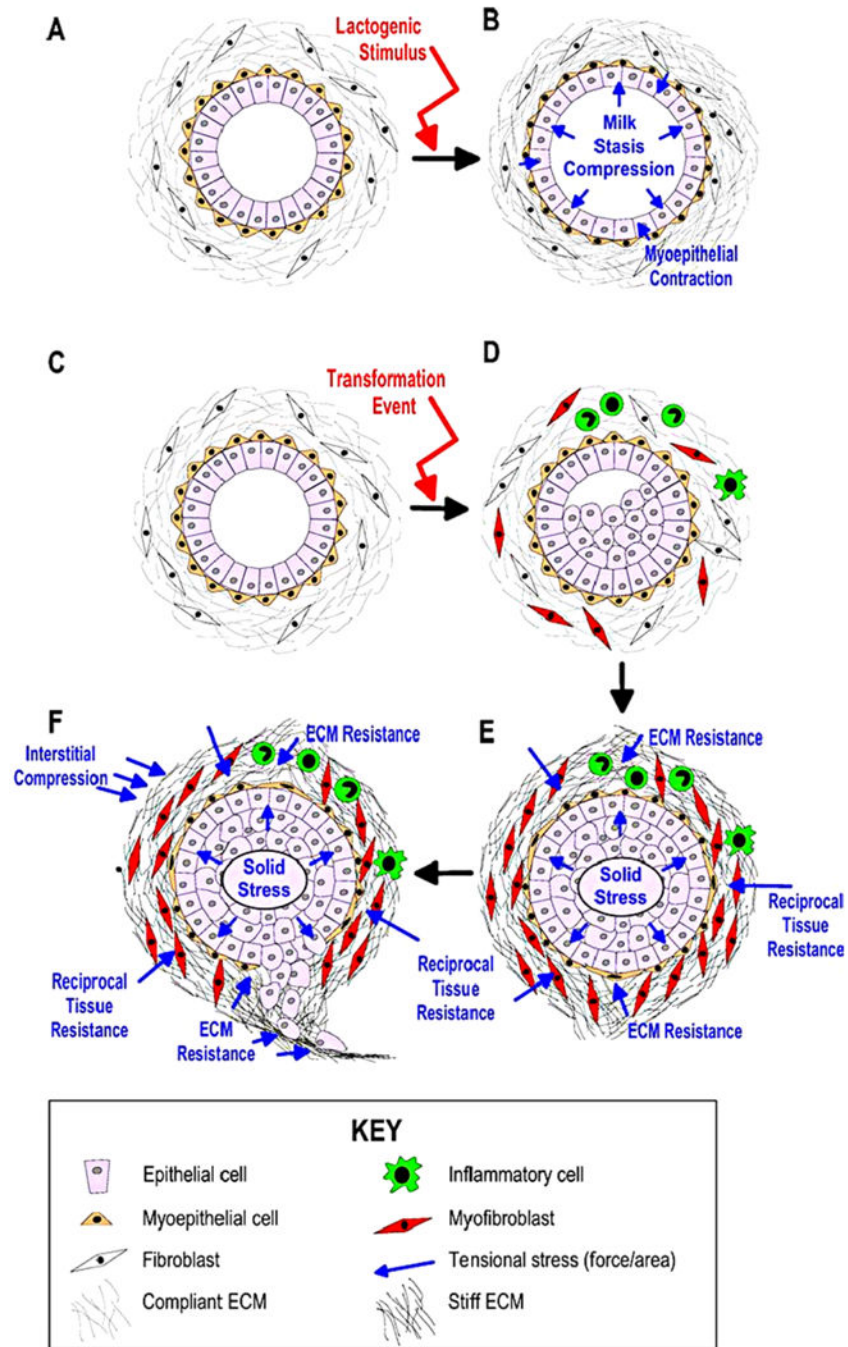 A
Lactogenic
Stimulus
B
Milk
Stasis
Compression
Myoepithelial
Contraction
C
Transformation
Event
D
F
ECM Resistance
Interstitial
Compression
Solid
Stress
Reciprocal
Tissue
Resistance
ECM
Resistance
E
ECM Resistance
Solid
Stress
Reciprocal
Tissue
Resistance
Reciprocal
Tissue
Resistance
ECM Resistance
KEY
Epithelial cell
Inflammatory cell
Myoepithelial cell
Myofibroblast
Fibroblast
Tensional stress (force/area)
Compliant ECM
Stiff ECM